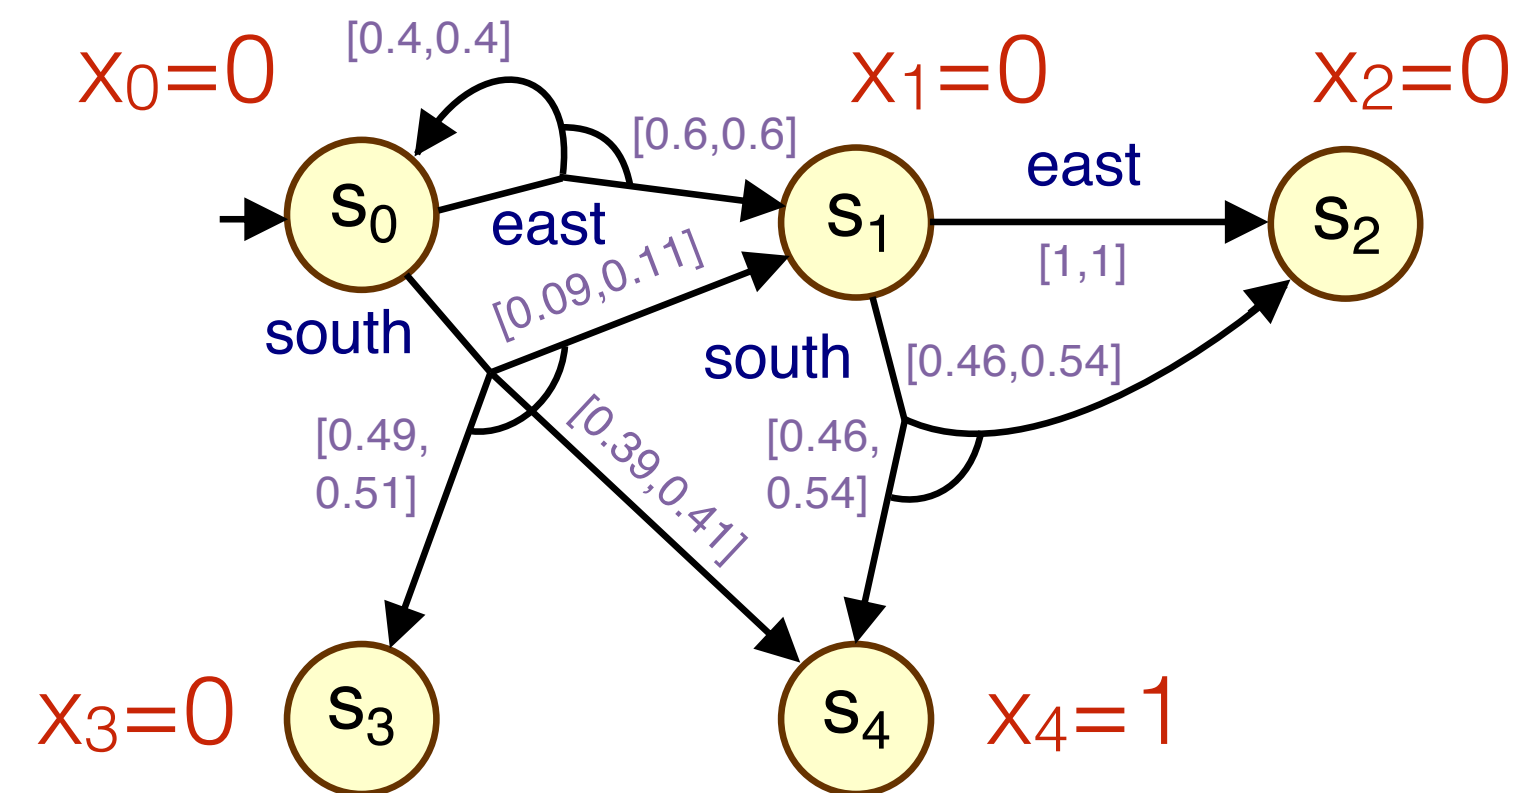 [0.4,0.4]
x₀=0
x₁=0
x₂=0
[0.6,0.6]
east
s₀
s₁
s₂
east
[0.09,0.11]
[1,1]
south
south
[0.46,0.54]
[0.49,
0.51]
[0.39,0.41]
[0.46,
0.54]
x₃=0
s₃
s₄
x₄=1